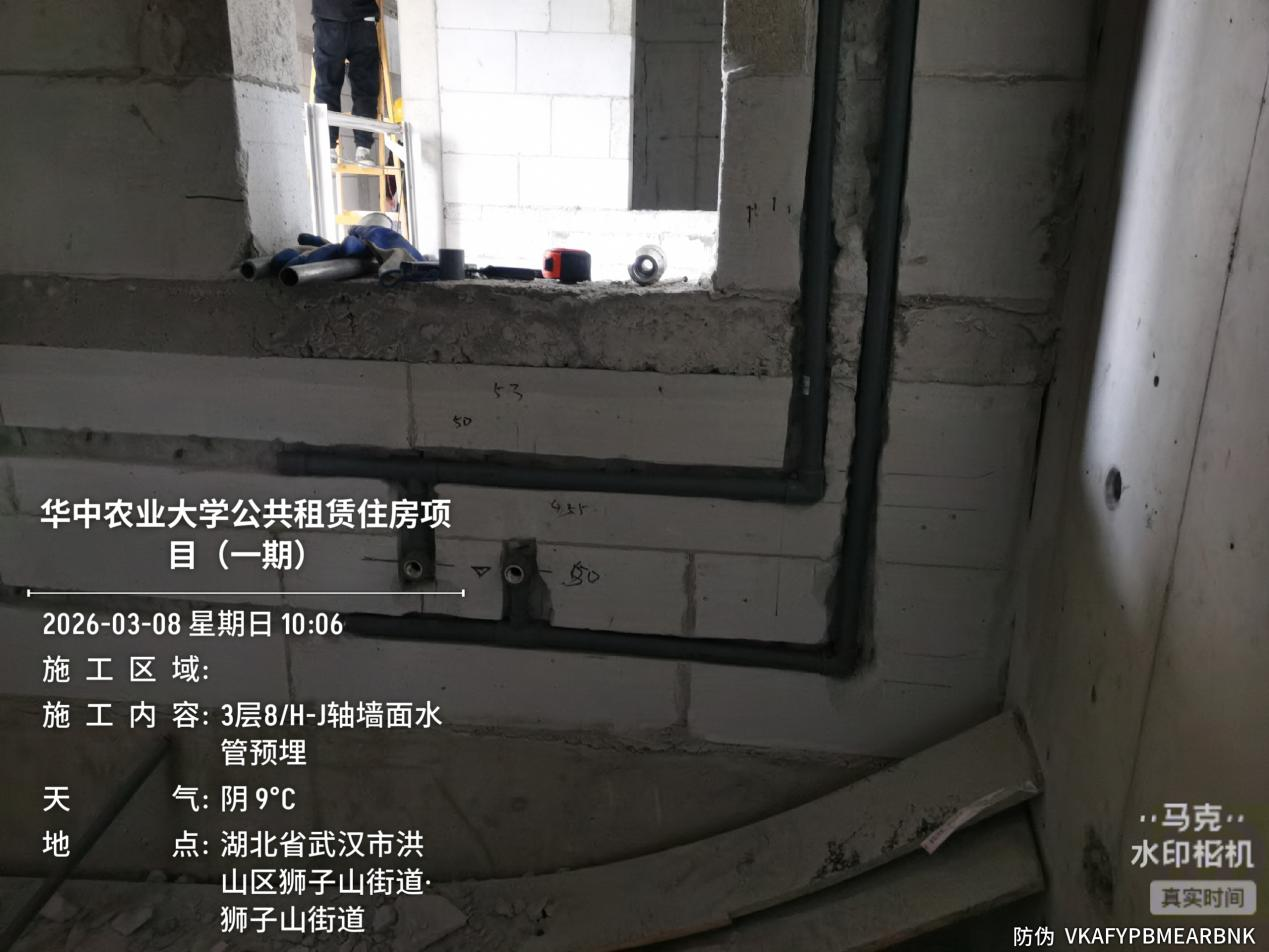 53
50
50
华中农业大学公共租赁住房项
目（一期）
2026-03-08 星期日 10:06
施工区域:
施工内容: 3层8/H-J轴墙面水
管预埋
天气: 阴 9°C
地点: 湖北省武汉市洪
山区狮子山街道·
狮子山街道
马克
水印相机
真实时间
防伪 VKAFYPBMEARBNK